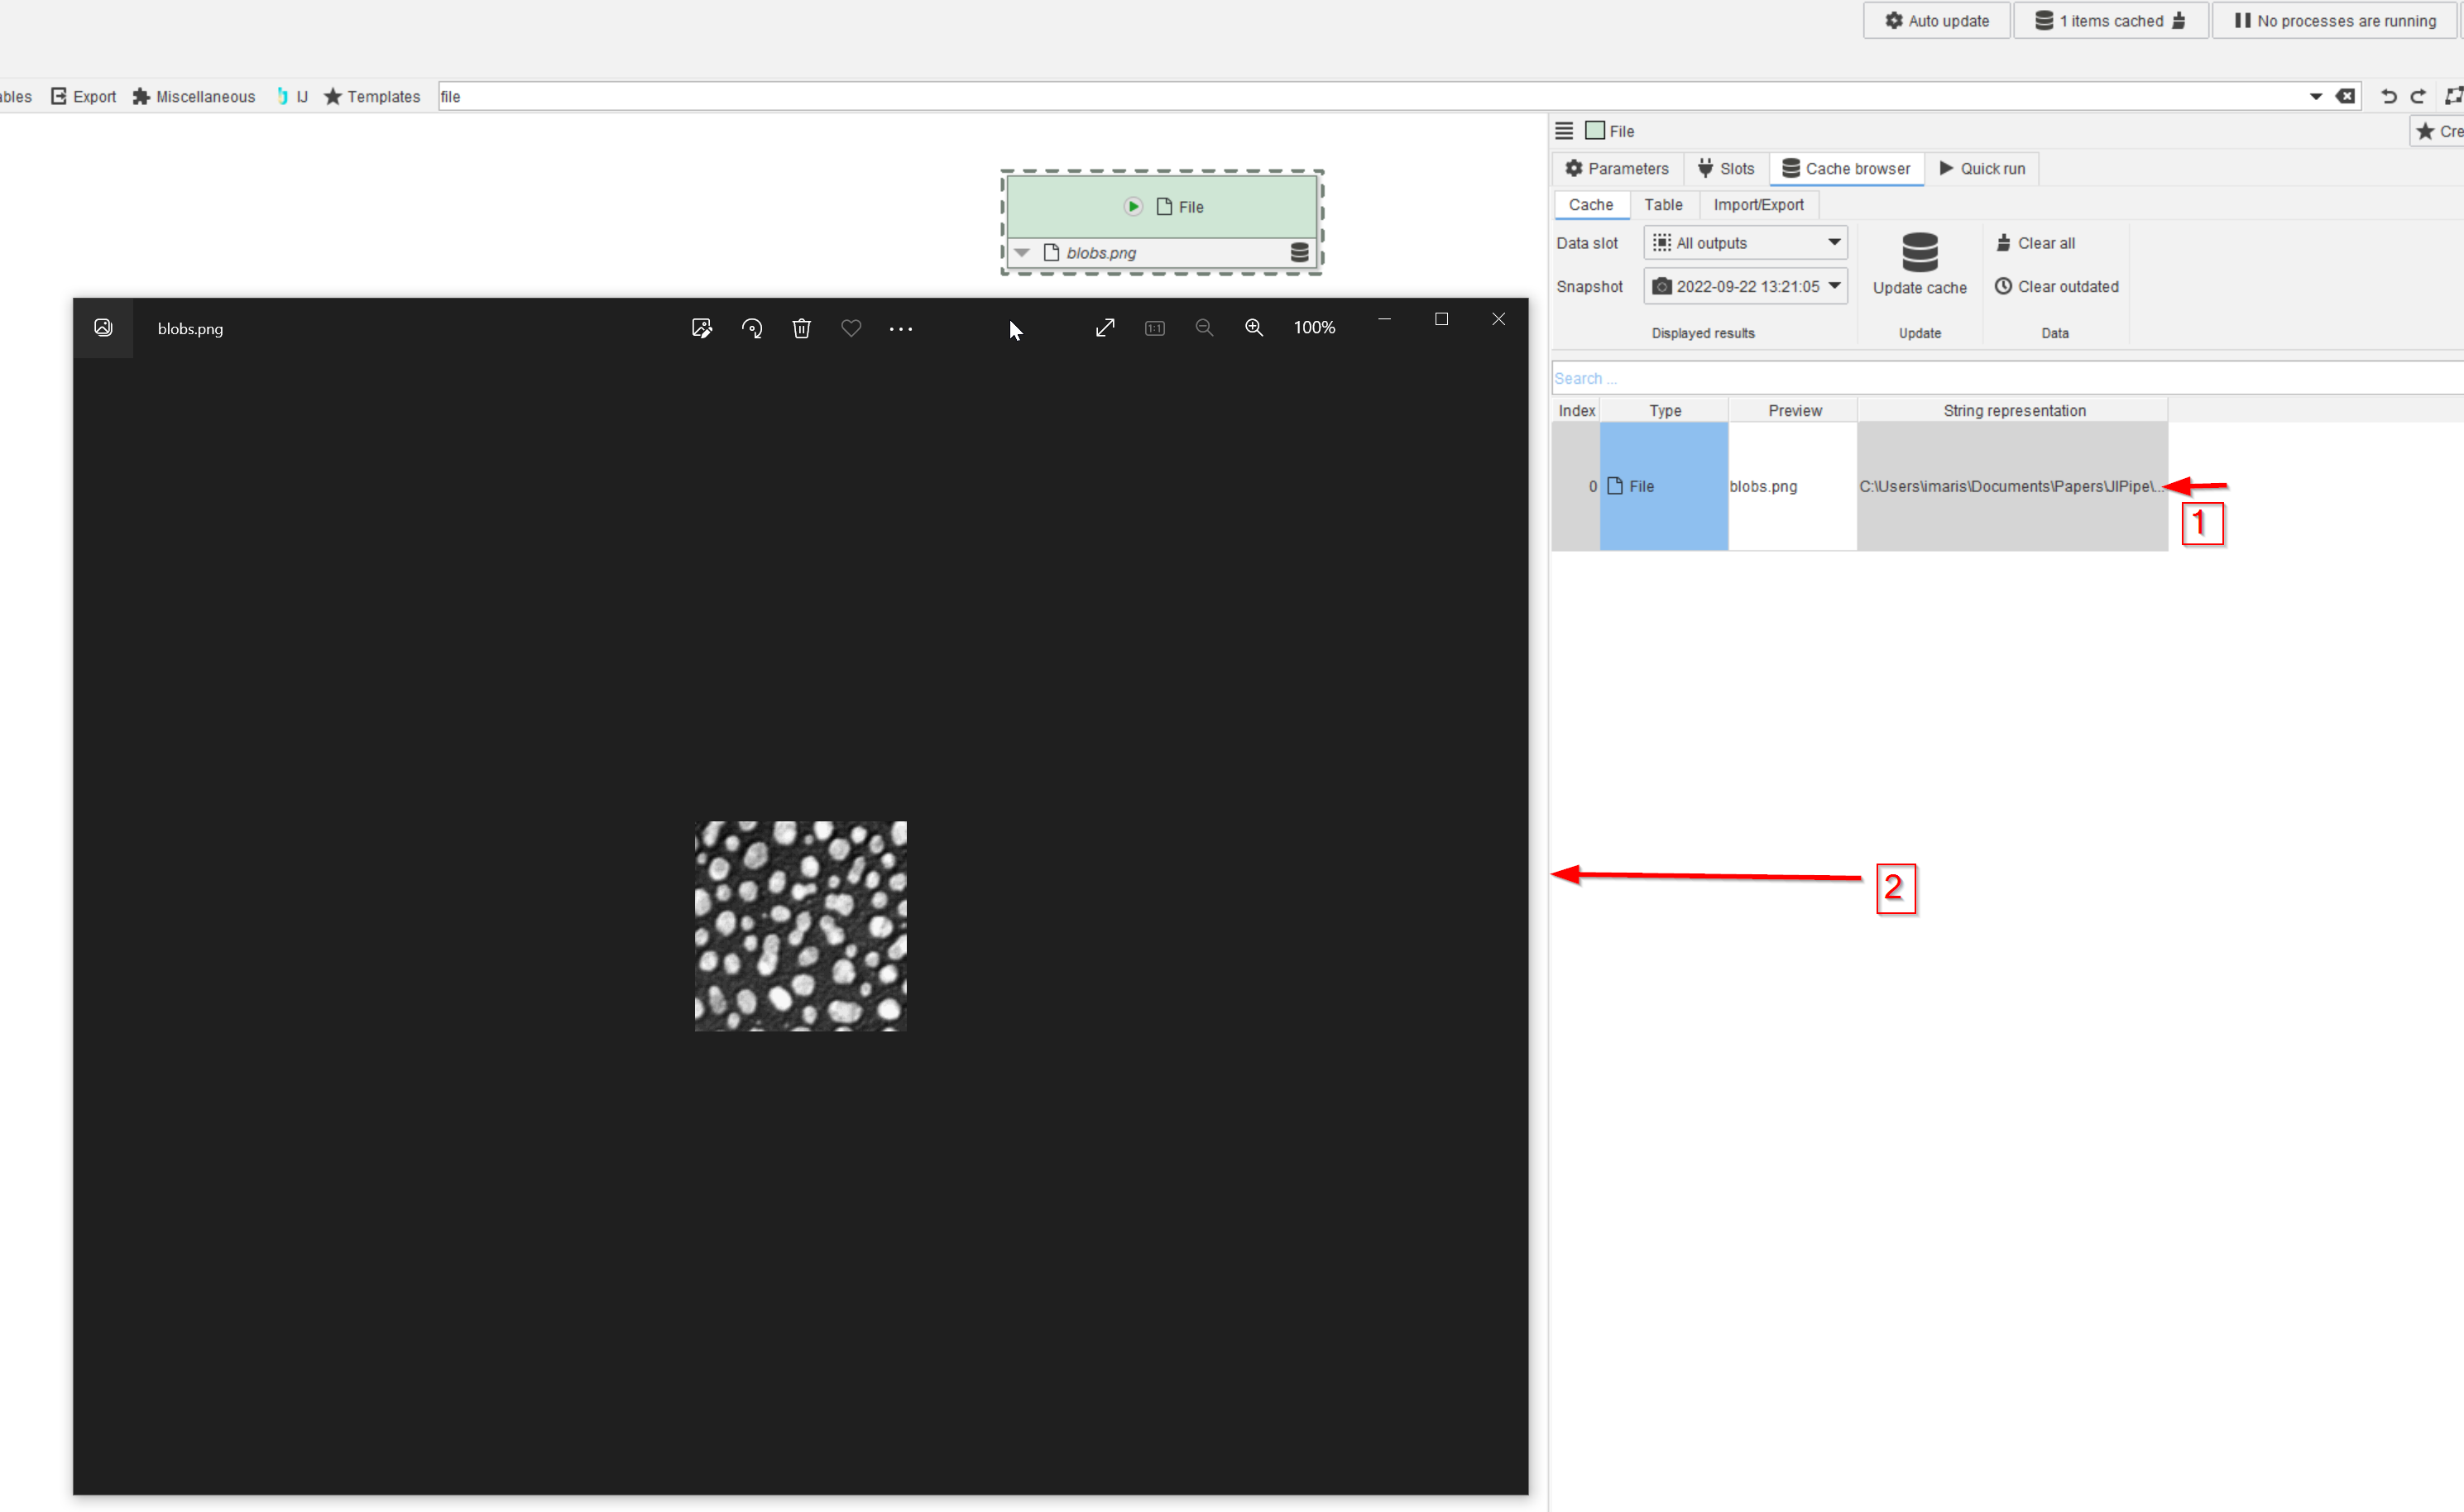 Auto update 1 items cached No processes are running
ables Export Miscellaneous IJ Templates file
File Cre
Parameters Slots Cache browser Quick run
Cache Table Import/Export
File
blobs.png
Data slot All outputs Clear all
Snapshot 2022-09-22 13:21:05 Update cache Clear outdated
Displayed results Update Data
blobs.png 1:1 100%
Search ...
Index Type Preview String representation
0 File blobs.png C:\Users\imaris\Documents\Papers\JIPipe\...
1
2